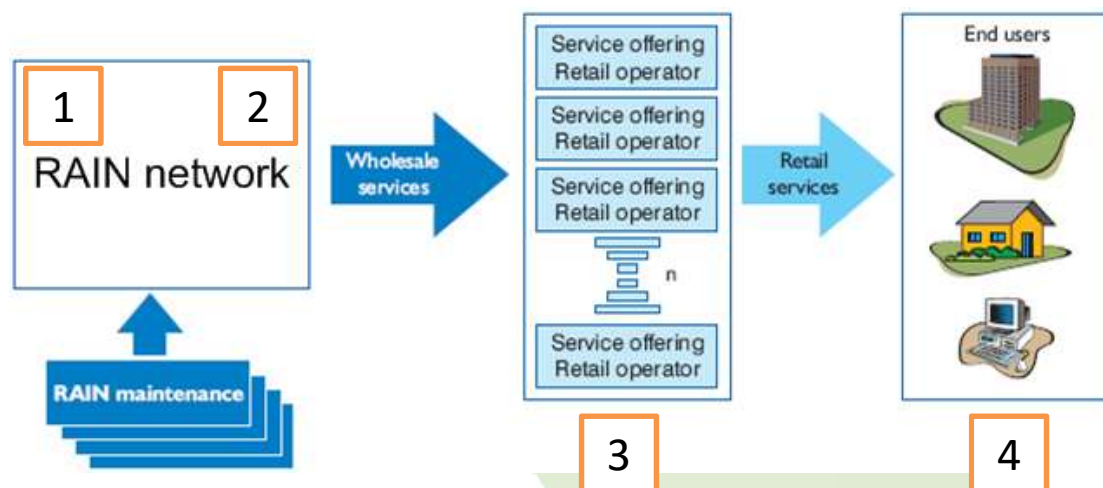 1
2
RAIN network
RAIN maintenance
Wholesale
services
Service offering
Retail operator
Service offering
Retail operator
Service offering
Retail operator
n
Service offering
Retail operator
3
Retail
services
End users
4